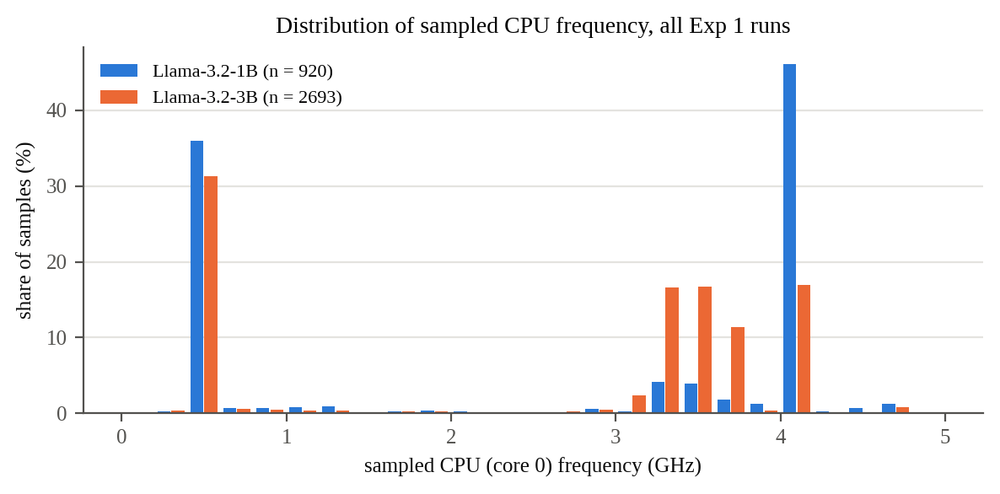 Distribution of sampled CPU frequency, all Exp 1 runs
Llama-3.2-1B (n = 920)
Llama-3.2-3B (n = 2693)
share of samples (%)
40
30
20
10
0
0 1 2 3 4 5
sampled CPU (core 0) frequency (GHz)